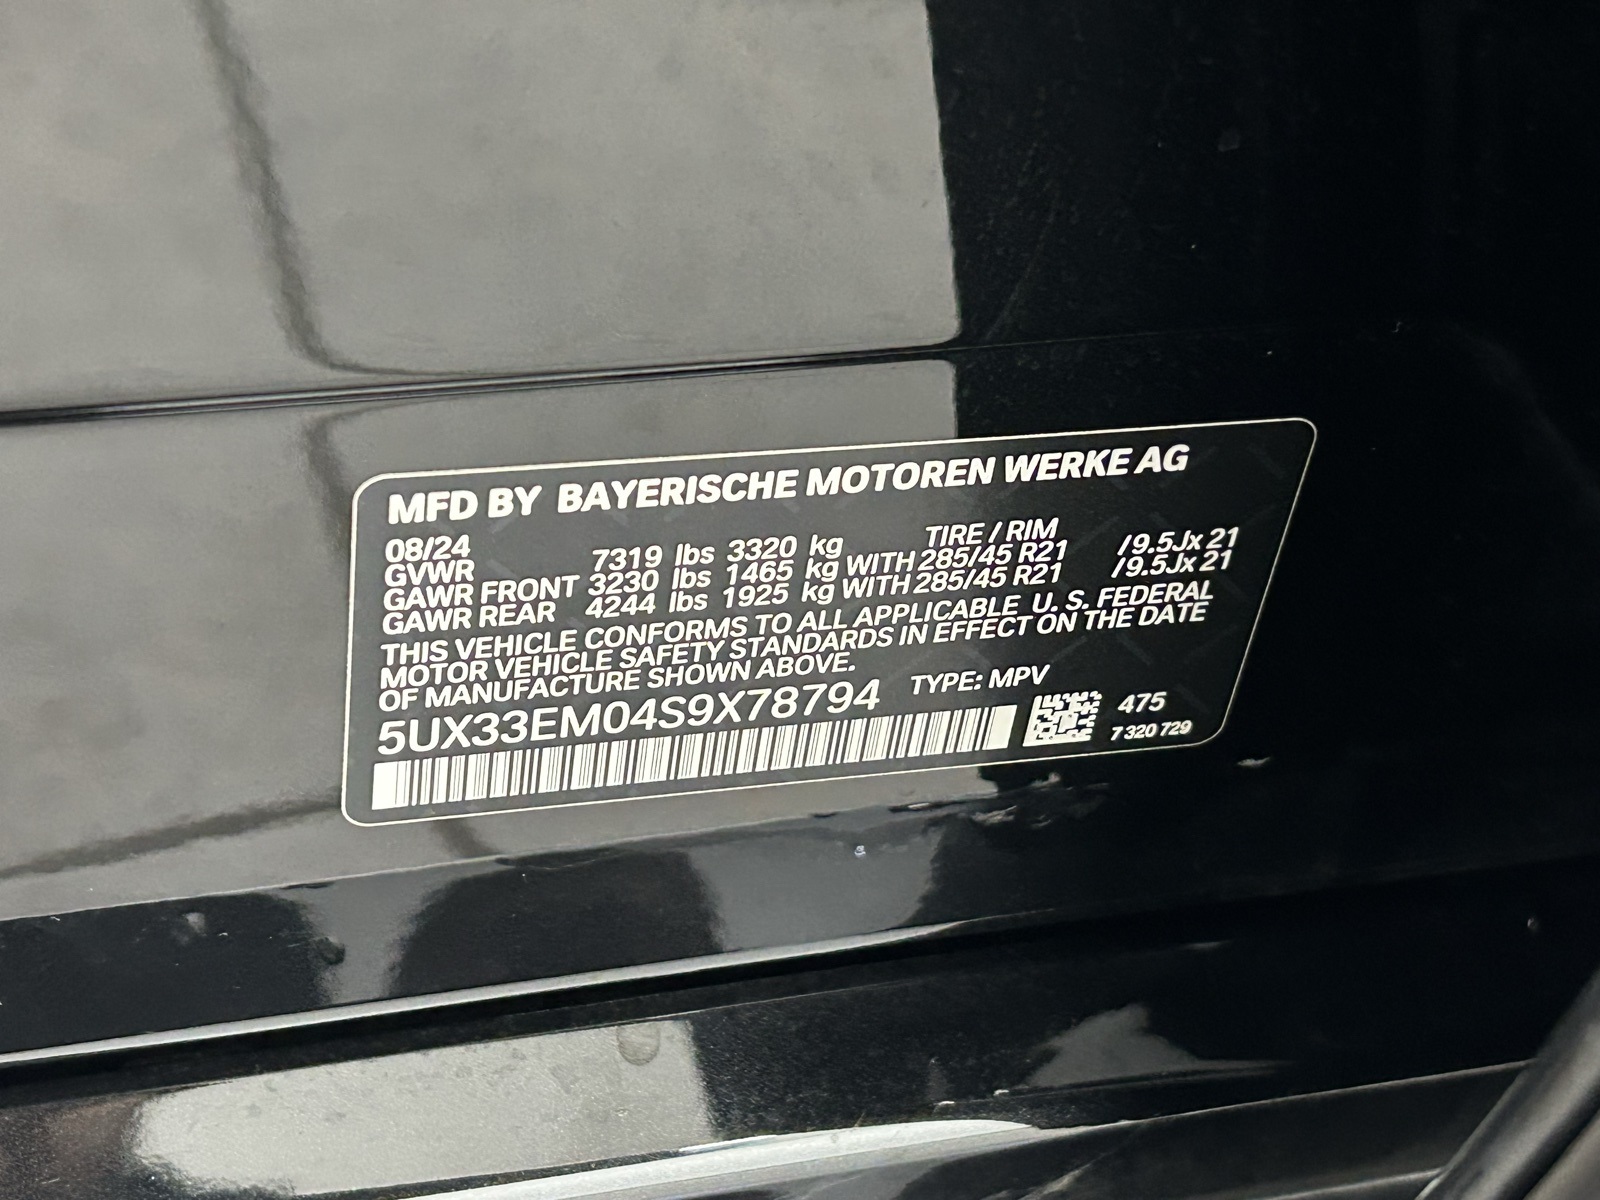 MFD BY BAYERISCHE MOTOREN WERKE AG
08/24 TIRE / RIM
GVWR 7319 lbs 3320 kg
GAWR FRONT 3230 lbs 1465 kg WITH 285/45 R21 /9.5Jx21
GAWR REAR 4244 lbs 1925 kg WITH 285/45 R21 /9.5Jx21
THIS VEHICLE CONFORMS TO ALL APPLICABLE U. S. FEDERAL
MOTOR VEHICLE SAFETY STANDARDS IN EFFECT ON THE DATE
OF MANUFACTURE SHOWN ABOVE.
5UX33EM04S9X78794 TYPE: MPV
475
7 320 729